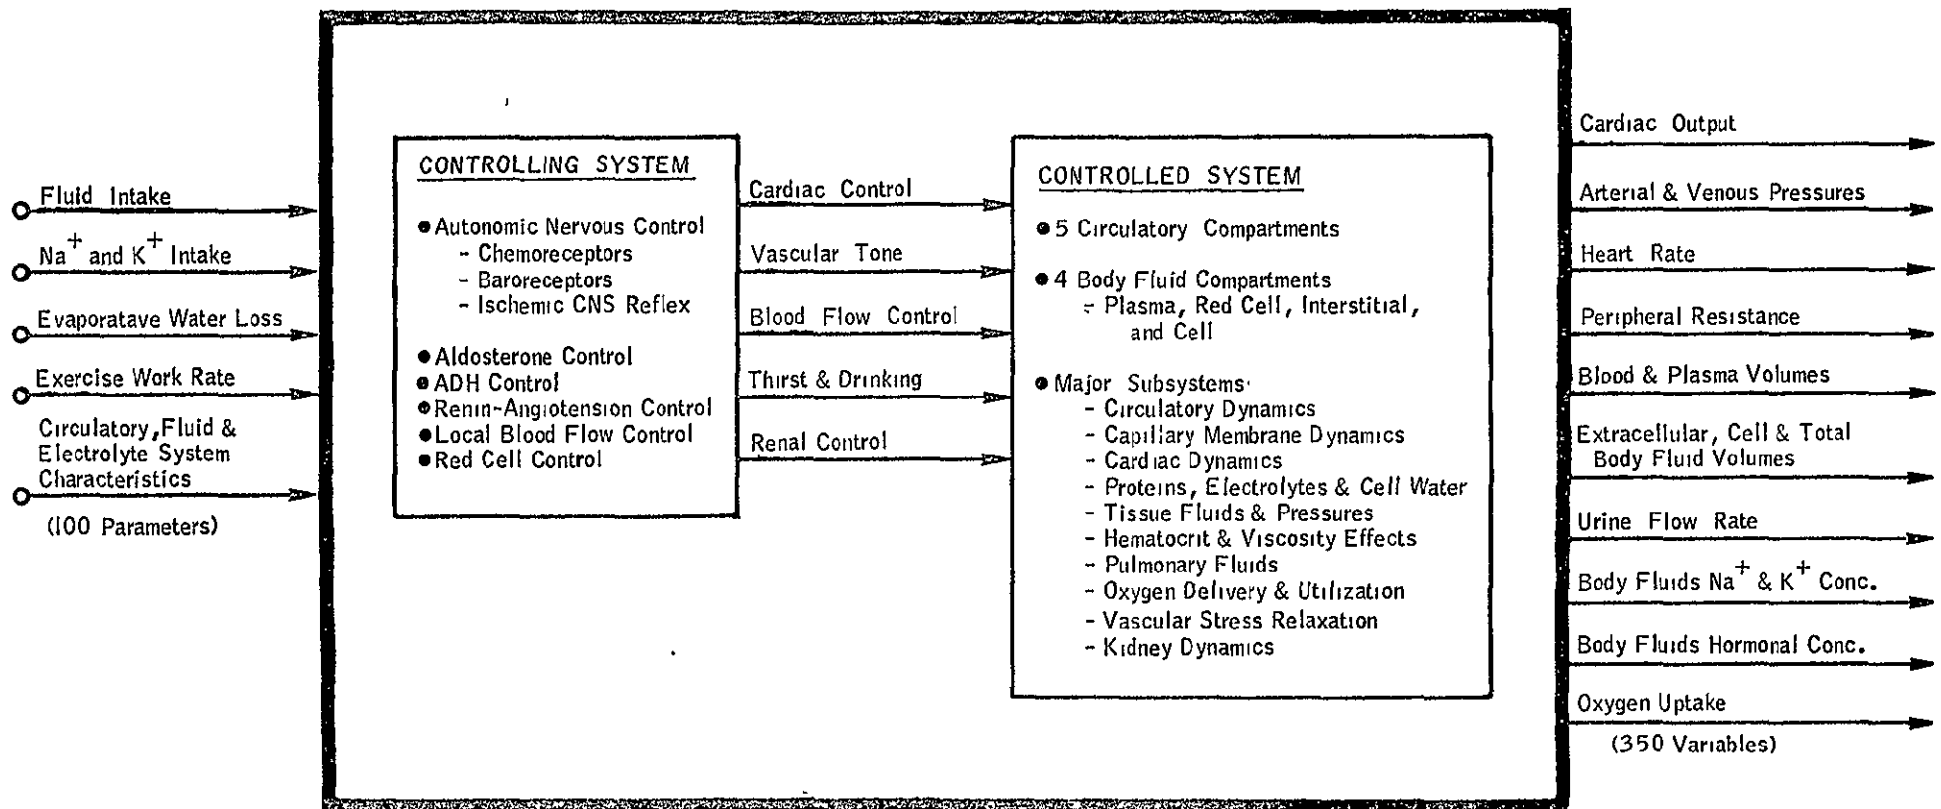 Fluid Intake
Na+ and K+ Intake
Evaporatave Water Loss
Exercise Work Rate
Circulatory, Fluid &
Electrolyte System
Characteristics
(100 Parameters)
CONTROLLING SYSTEM
● Autonomic Nervous Control
- Chemoreceptors
- Baroreceptors
- Ischemic CNS Reflex
● Aldosterone Control
● ADH Control
● Renin-Angiotension Control
● Local Blood Flow Control
● Red Cell Control
Cardiac Control
Vascular Tone
Blood Flow Control
Thirst & Drinking
Renal Control
CONTROLLED SYSTEM
● 5 Circulatory Compartments
● 4 Body Fluid Compartments
- Plasma, Red Cell, Interstitial,
and Cell
● Major Subsystems:
- Circulatory Dynamics
- Capillary Membrane Dynamics
- Cardiac Dynamics
- Proteins, Electrolytes & Cell Water
- Tissue Fluids & Pressures
- Hematocrit & Viscosity Effects
- Pulmonary Fluids
- Oxygen Delivery & Utilization
- Vascular Stress Relaxation
- Kidney Dynamics
Cardiac Output
Arterial & Venous Pressures
Heart Rate
Peripheral Resistance
Blood & Plasma Volumes
Extracellular, Cell & Total
Body Fluid Volumes
Urine Flow Rate
Body Fluids Na+ & K+ Conc.
Body Fluids Hormonal Conc.
Oxygen Uptake
(350 Variables)